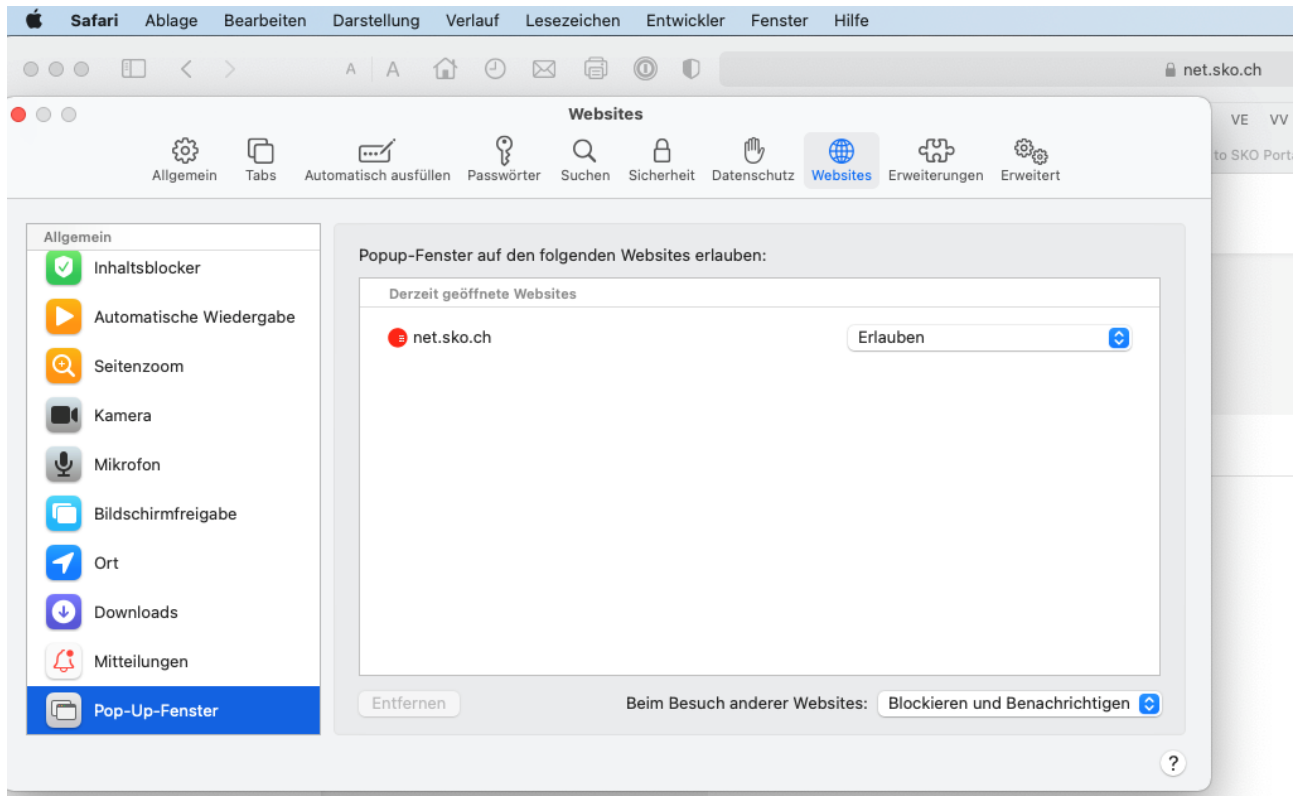 Safari Ablage Bearbeiten Darstellung Verlauf Lesezeichen Entwickler Fenster Hilfe
A A net.sko.ch
Websites
VE VV
Allgemein Tabs Automatisch ausfüllen Passwörter Suchen Sicherheit Datenschutz Websites Erweiterungen Erweitert
to SKO Port
Allgemein
Inhaltsblocker
Automatische Wiedergabe
Seitenzoom
Kamera
Mikrofon
Bildschirmfreigabe
Ort
Downloads
Mitteilungen
Pop-Up-Fenster
Popup-Fenster auf den folgenden Websites erlauben:
Derzeit geöffnete Websites
net.sko.ch Erlauben
Entfernen Beim Besuch anderer Websites: Blockieren und Benachrichtigen
?